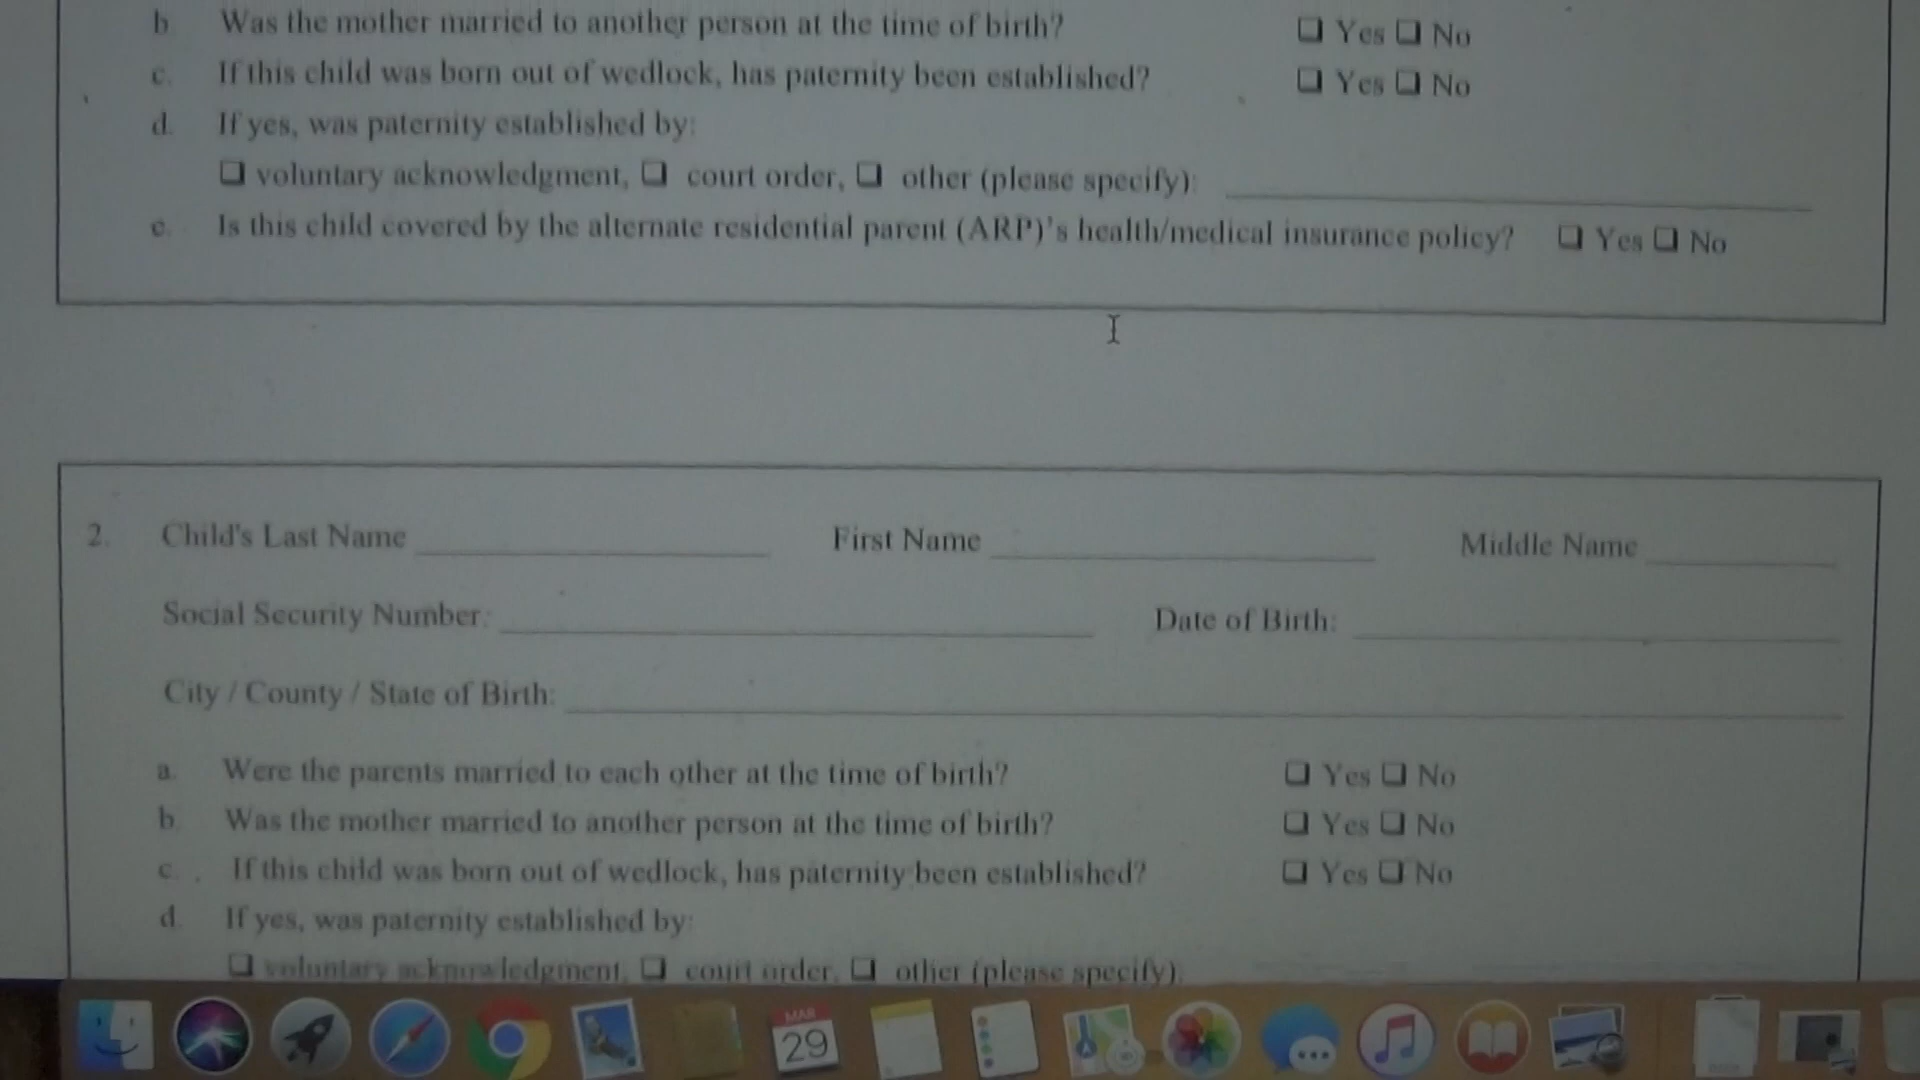 b. Was the mother married to another person at the time of birth? ❏ Yes ❏ No
c. If this child was born out of wedlock, has paternity been established? ❏ Yes ❏ No
d. If yes, was paternity established by:
❏ voluntary acknowledgment, ❏ court order, ❏ other (please specify):
e. Is this child covered by the alternate residential parent (ARP)'s health/medical insurance policy? ❏ Yes ❏ No
2. Child's Last Name First Name Middle Name
Social Security Number: Date of Birth:
City / County / State of Birth:
a. Were the parents married to each other at the time of birth? ❏ Yes ❏ No
b. Was the mother married to another person at the time of birth? ❏ Yes ❏ No
c. If this child was born out of wedlock, has paternity been established? ❏ Yes ❏ No
d. If yes, was paternity established by:
❏ voluntary acknowledgment, ❏ court order, ❏ other (please specify):
MAR
29